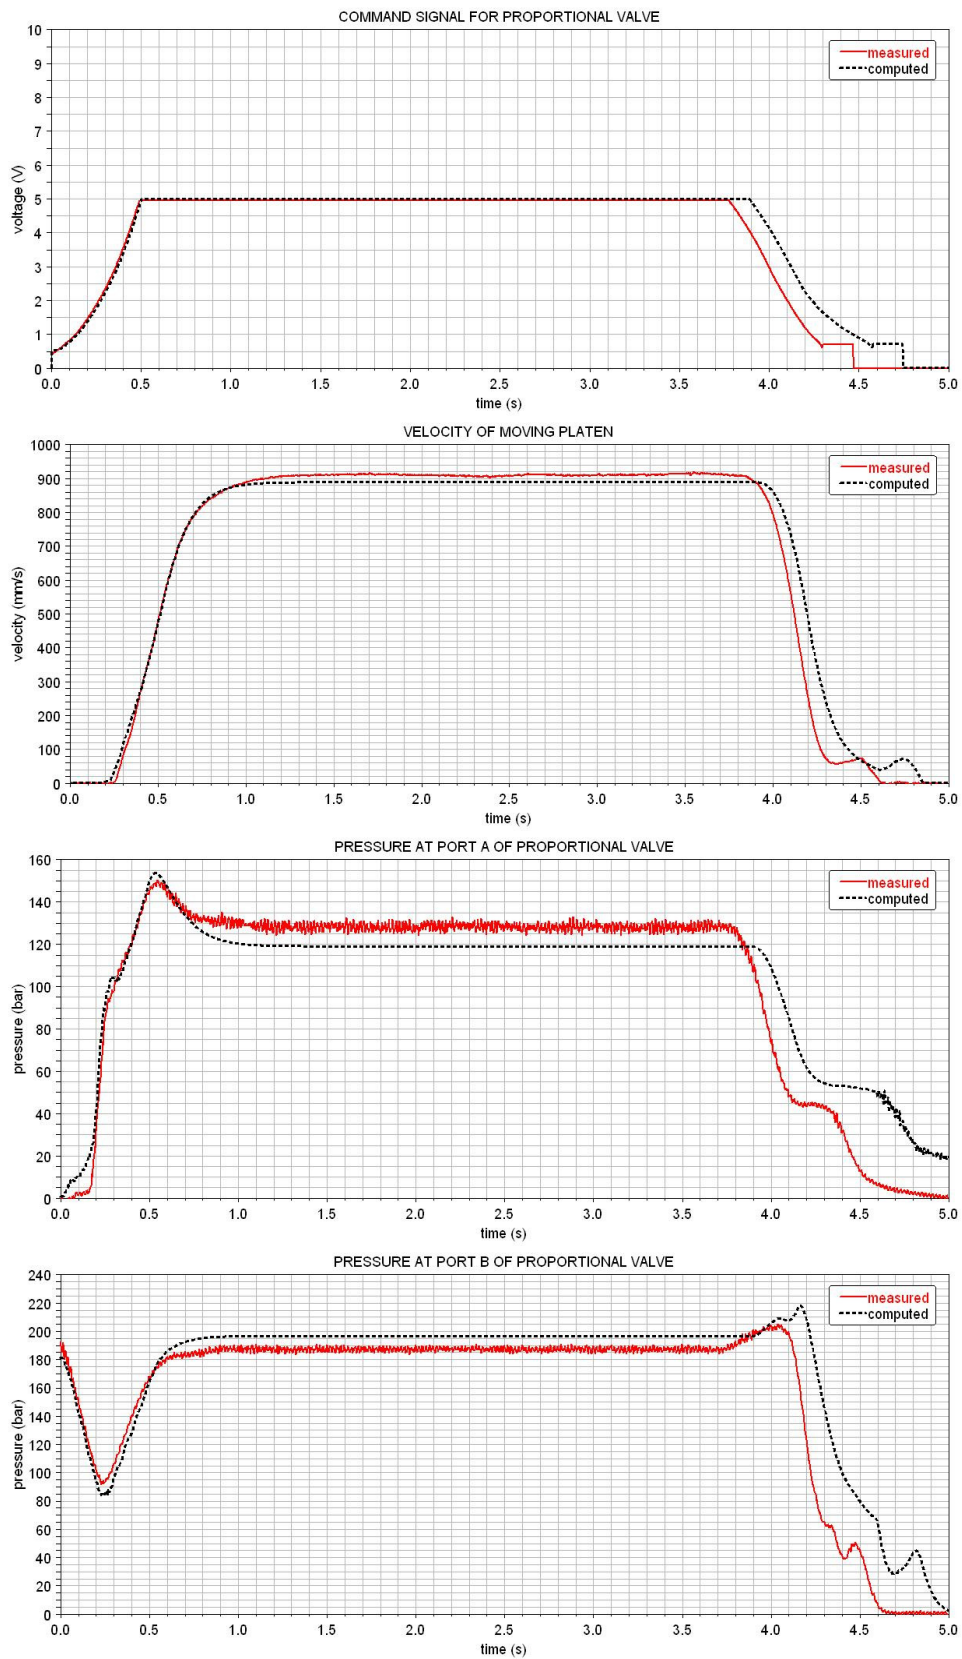 COMMAND SIGNAL FOR PROPORTIONAL VALVE
10
9
8
7
6
5
4
3
2
1
0
voltage (V)
measured
computed
0.0 0.5 1.0 1.5 2.0 2.5 3.0 3.5 4.0 4.5 5.0
time (s)
VELOCITY OF MOVING PLATEN
1000
900
800
700
600
500
400
300
200
100
0
velocity (mm/s)
measured
computed
0.0 0.5 1.0 1.5 2.0 2.5 3.0 3.5 4.0 4.5 5.0
time (s)
PRESSURE AT PORT A OF PROPORTIONAL VALVE
160
140
120
100
80
60
40
20
0
pressure (bar)
measured
computed
0.0 0.5 1.0 1.5 2.0 2.5 3.0 3.5 4.0 4.5 5.0
time (s)
PRESSURE AT PORT B OF PROPORTIONAL VALVE
240
220
200
180
160
140
120
100
80
60
40
20
0
pressure (bar)
measured
computed
0.0 0.5 1.0 1.5 2.0 2.5 3.0 3.5 4.0 4.5 5.0
time (s)